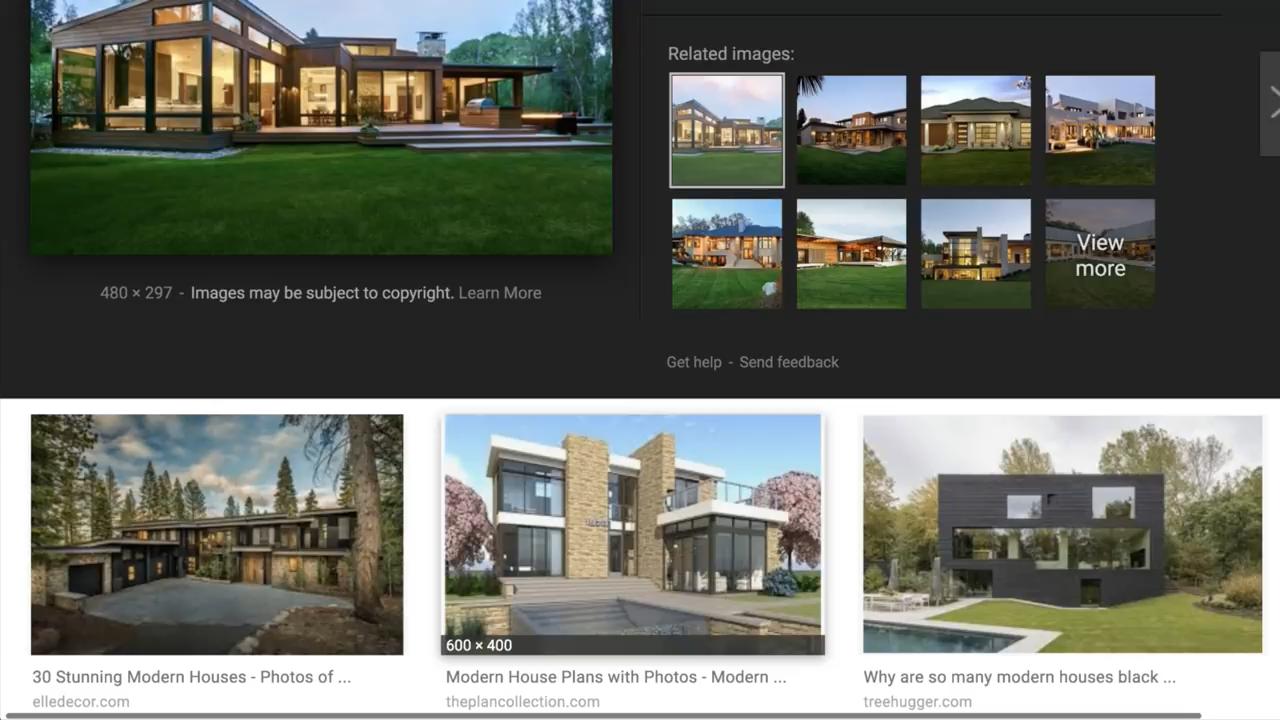 Related images:
View
more
480 × 297 - Images may be subject to copyright. Learn More
Get help - Send feedback
600 × 400
30 Stunning Modern Houses - Photos of ...
elledecor.com
Modern House Plans with Photos - Modern ...
theplancollection.com
Why are so many modern houses black ...
treehugger.com